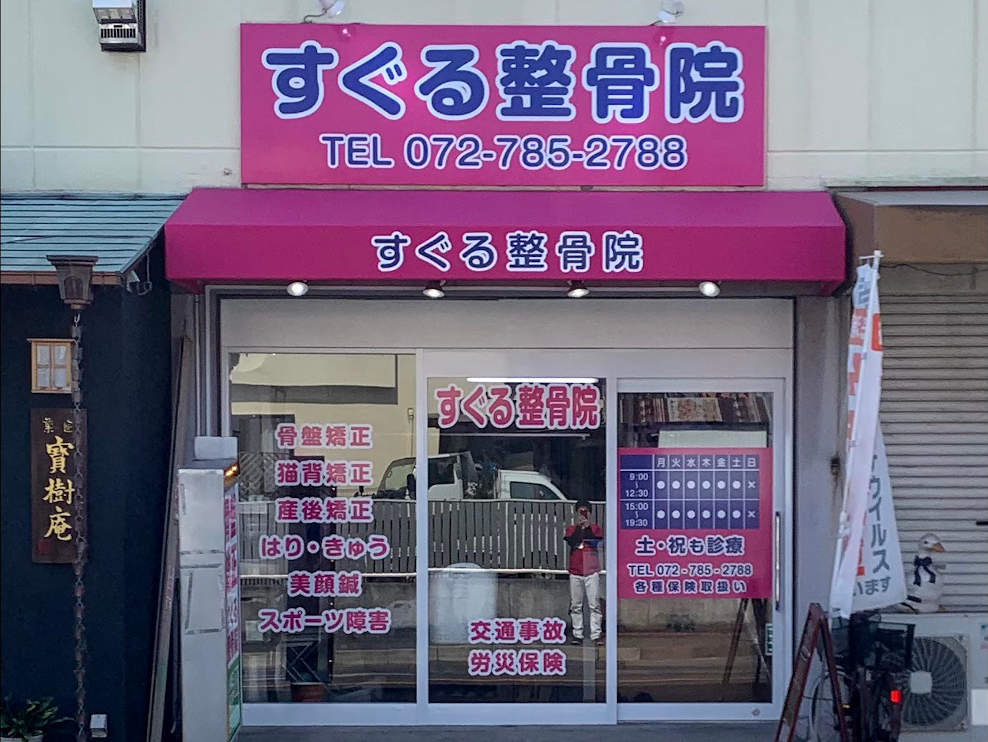 すぐる整骨院
TEL 072-785-2788
すぐる整骨院
すぐる整骨院
骨盤矯正
猫背矯正
産後矯正
はり・きゅう
美顔鍼
スポーツ障害
交通事故
労災保険
月火水木金土日
9:00
~
12:30
●●●●●●×
15:00
~
19:30
●●●●●●×
土・祝も診療
TEL 072-785-2788
各種保険取扱い
寶樹庵
ウイルス
います